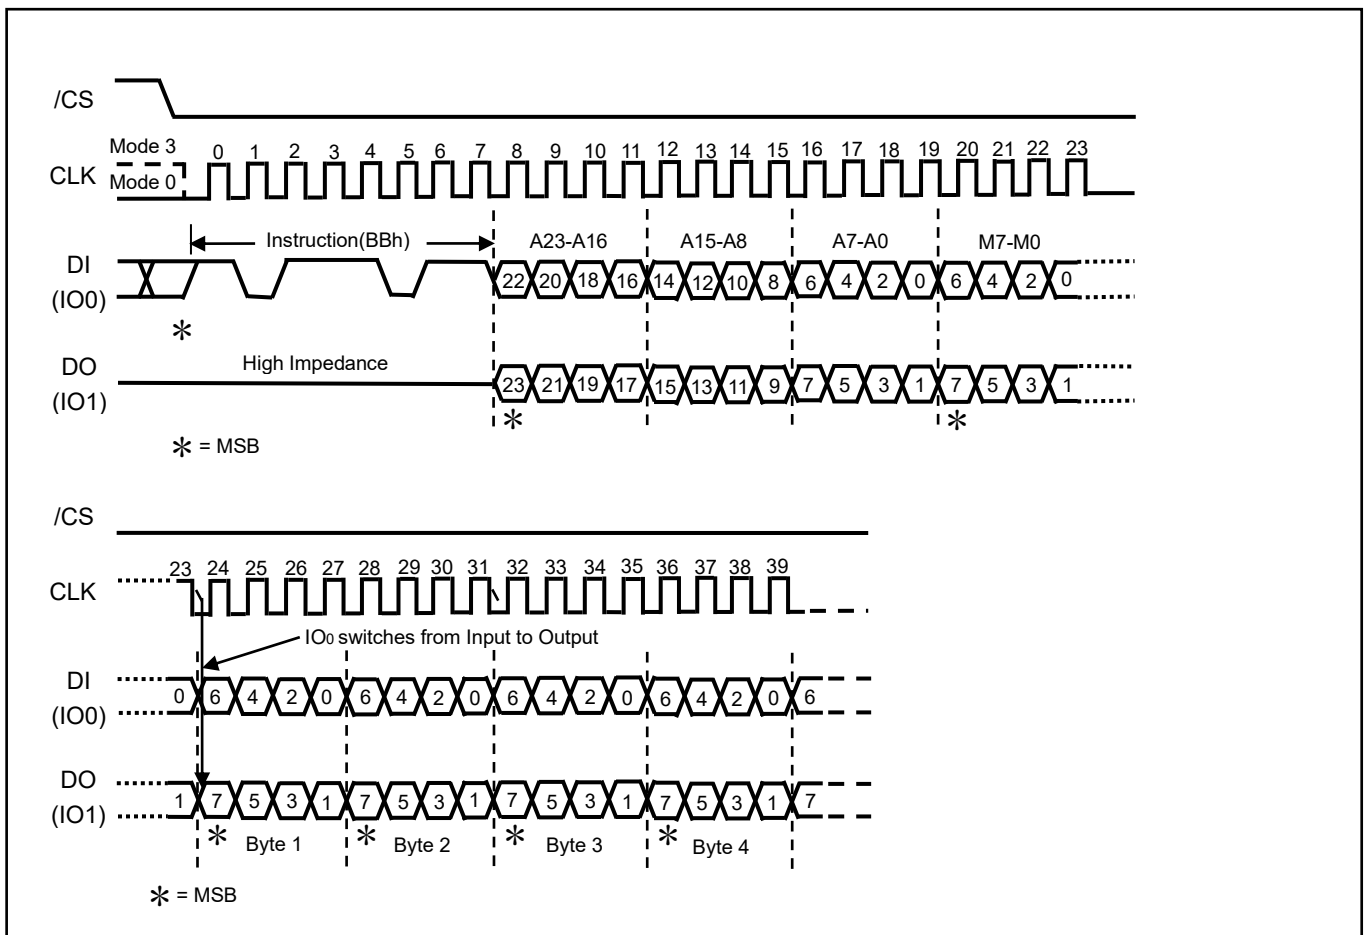 /CS
Mode 3
0 1 2 3 4 5 6 7 8 9 10 11 12 13 14 15 16 17 18 19 20 21 22 23
CLK
Mode 0
Instruction(BBh) A23-A16 A15-A8 A7-A0 M7-M0
DI
(IO0)
22 20 18 16 14 12 10 8 6 4 2 0 6 4 2 0
*
High Impedance
DO
(IO1)
23 21 19 17 15 13 11 9 7 5 3 1 7 5 3 1
* *
* = MSB
/CS
23 24 25 26 27 28 29 30 31 32 33 34 35 36 37 38 39
CLK
IO0 switches from Input to Output
DI
(IO0)
0 6 4 2 0 6 4 2 0 6 4 2 0 6 4 2 0 6
DO
(IO1)
1 7 5 3 1 7 5 3 1 7 5 3 1 7 5 3 1 7
* Byte 1 * Byte 2 * Byte 3 * Byte 4
* = MSB